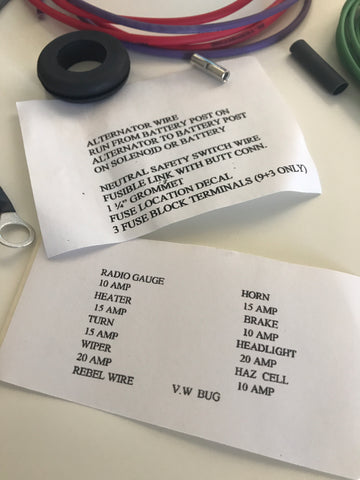 ALTERNATOR WIRE
RUN FROM BATTERY POST ON
ALTERNATOR TO BATTERY POST
ON SOLENOID OR BATTERY
NEUTRAL SAFETY SWITCH WIRE
FUSIBLE LINK WITH BUTT CONN.
1 ¼" GROMMET
FUSE LOCATION DECAL
3 FUSE BLOCK TERMINALS (9+3 ONLY)
RADIO GAUGE
10 AMP
HEATER
15 AMP
TURN
15 AMP
WIPER
20 AMP
REBEL WIRE
V.W BUG
HORN
15 AMP
BRAKE
10 AMP
HEADLIGHT
20 AMP
HAZ CELL
10 AMP